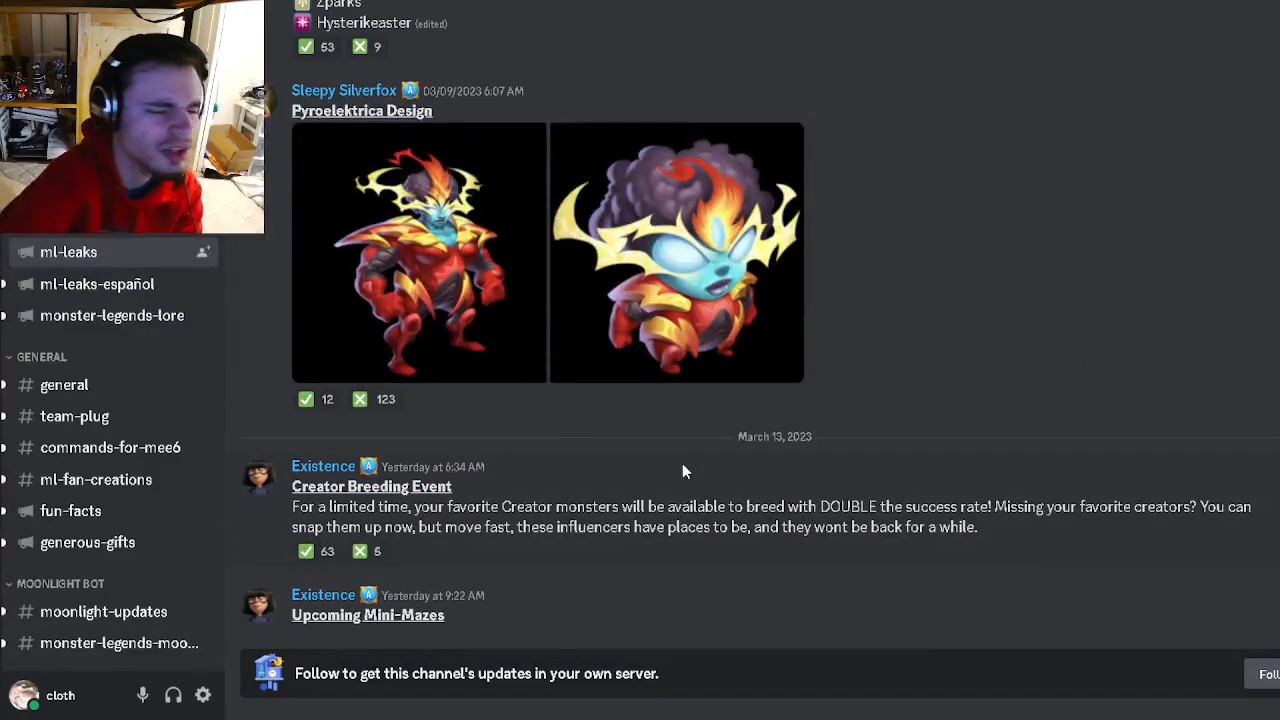 Zparks
Hysterikeaster (edited)
53 9
Sleepy Silverfox 03/09/2023 6:07 AM
Pyroelektrica Design
12 123
March 13, 2023
Existence Yesterday at 6:34 AM
Creator Breeding Event
For a limited time, your favorite Creator monsters will be available to breed with DOUBLE the success rate! Missing your favorite creators? You can
snap them up now, but move fast, these influencers have places to be, and they wont be back for a while.
63 5
Existence Yesterday at 9:22 AM
Upcoming Mini-Mazes
Follow to get this channel's updates in your own server.
Foll
ml-leaks
ml-leaks-español
monster-legends-lore
GENERAL
general
team-plug
commands-for-mee6
ml-fan-creations
fun-facts
generous-gifts
MOONLIGHT BOT
moonlight-updates
monster-legends-moo...
cloth